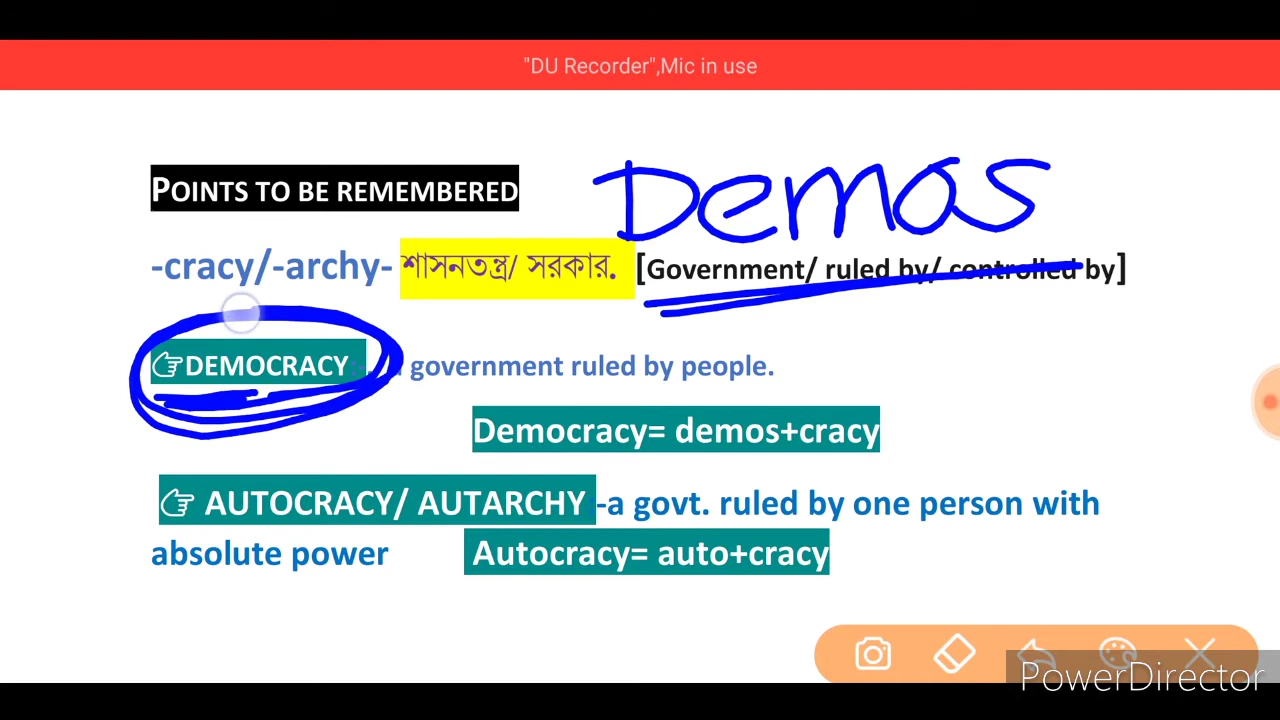 "DU Recorder",Mic in use
POINTS TO BE REMEMBERED
Demos
-cracy/-archy- শাসনতন্ত্র/ সরকার. [Government/ ruled by/ controlled by]
DEMOCRACY government ruled by people.
Democracy= demos+cracy
AUTOCRACY/ AUTARCHY -a govt. ruled by one person with
absolute power Autocracy= auto+cracy
PowerDirector